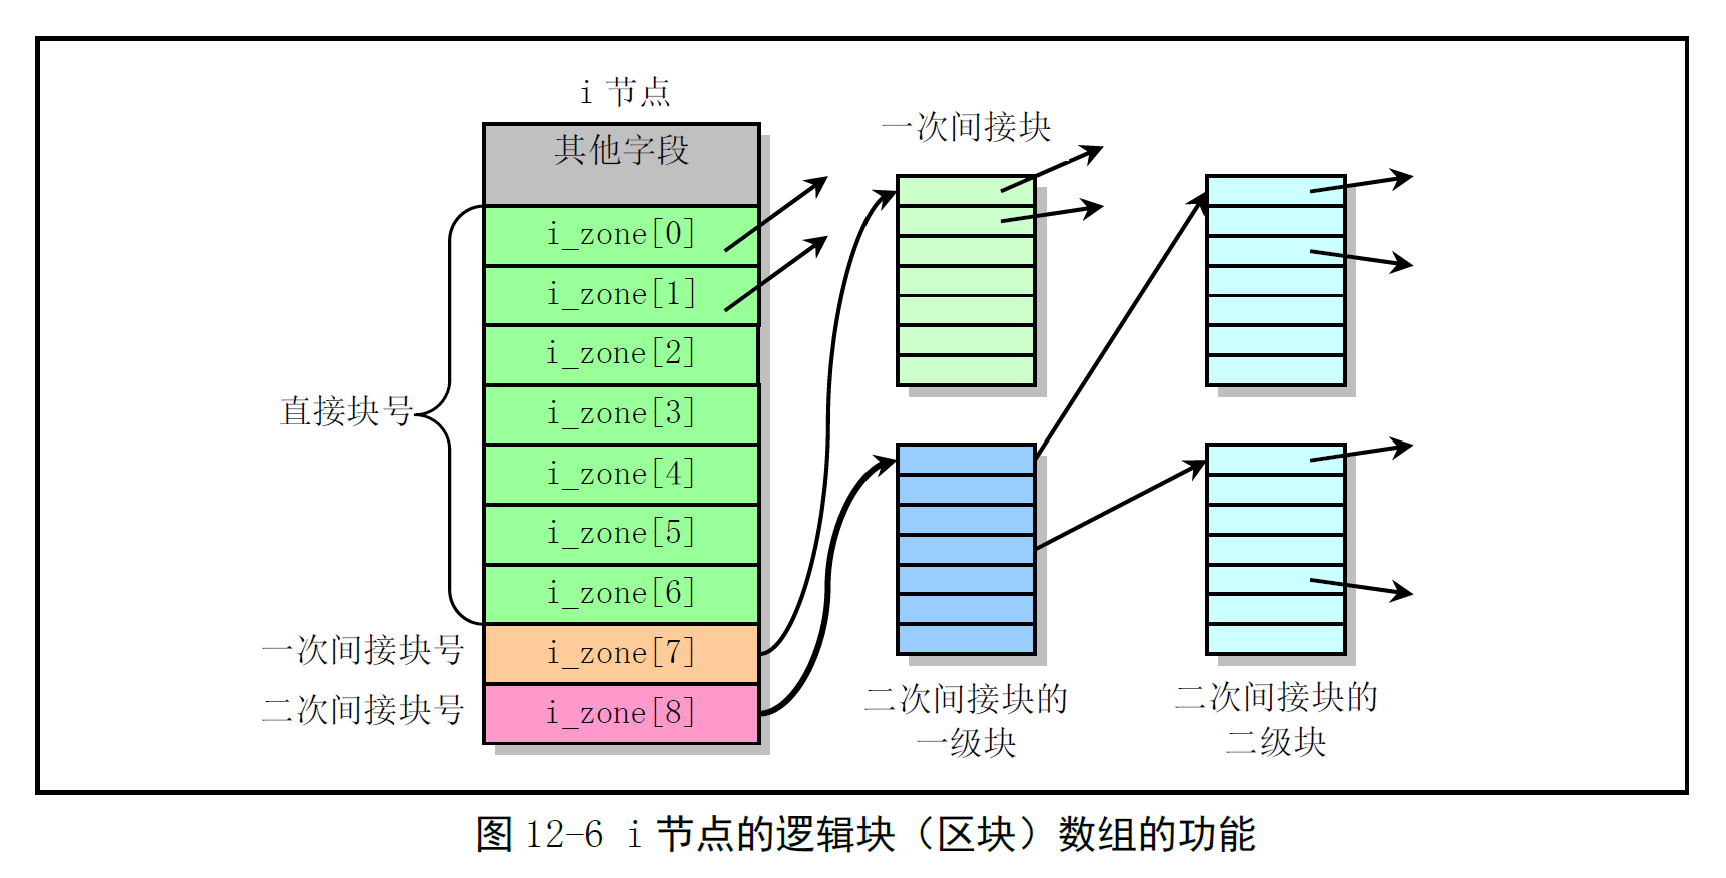 i 节点
其他字段
i_zone[0]
i_zone[1]
i_zone[2]
i_zone[3]
i_zone[4]
i_zone[5]
i_zone[6]
i_zone[7]
i_zone[8]
直接块号
一次间接块号
二次间接块号
一次间接块
二次间接块的
一级块
二次间接块的
二级块
图 12-6 i 节点的逻辑块（区块）数组的功能